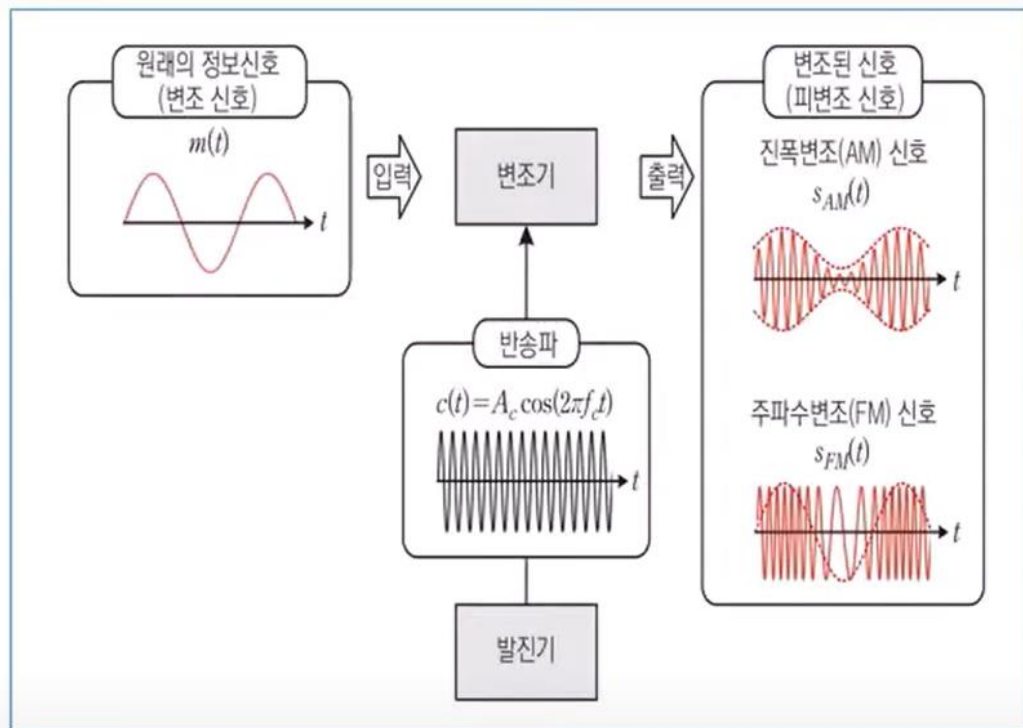 원래의 정보신호
(변조 신호)
m(t)
t
입력
변조기
출력
반송파
c(t)=A_c cos(2πf_c t)
t
발진기
변조된 신호
(피변조 신호)
진폭변조(AM) 신호
s_AM(t)
t
주파수변조(FM) 신호
s_FM(t)
t